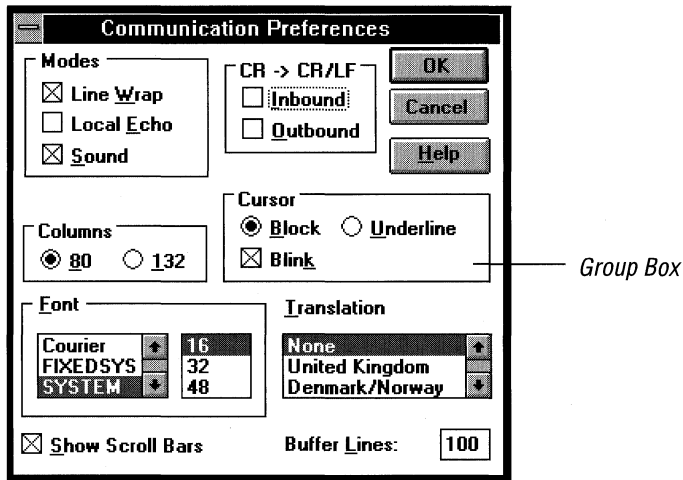 Communication Preferences
Modes
Line Wrap
Local Echo
Sound
CR -> CR/LF
Inbound
Outbound
OK
Cancel
Help
Columns
80
132
Cursor
Block
Underline
Blink
Group Box
Font
Courier
FIXEDSYS
SYSTEM
16
32
48
Translation
None
United Kingdom
Denmark/Norway
Show Scroll Bars
Buffer Lines:
100